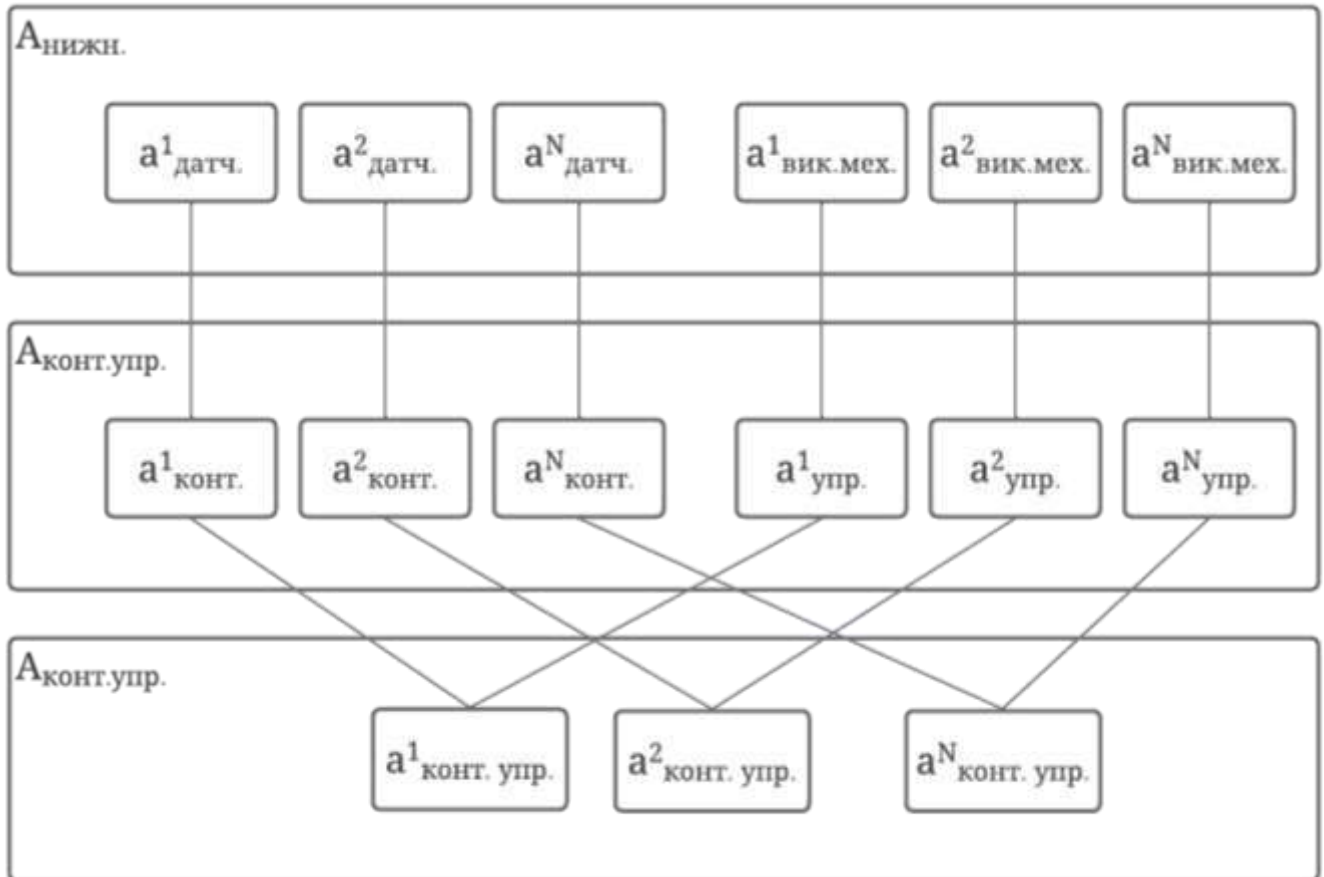 Aнижн.
a¹датч. a²датч. aᴺдатч. a¹вик.мех. a²вик.мех. aᴺвик.мех.
Aконт.упр.
a¹конт. a²конт. aᴺконт. a¹упр. a²упр. aᴺупр.
Aконт.упр.
a¹конт. упр. a²конт. упр. aᴺконт. упр.